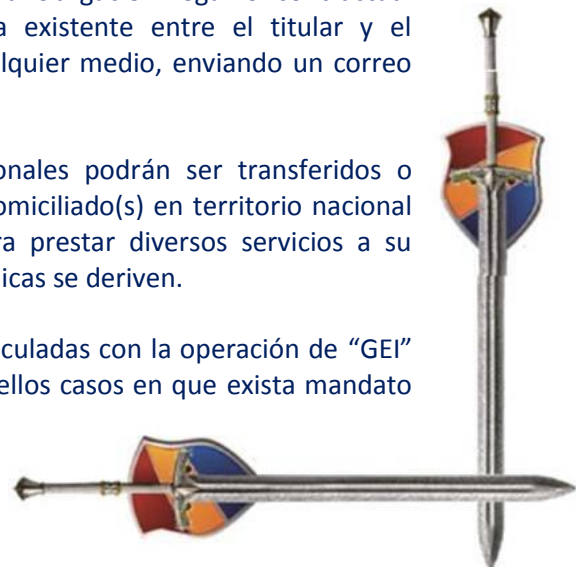 a existente entre el titular y el
alquier medio, enviando un correo
onales podrán ser transferidos o
omiciliado(s) en territorio nacional
ra prestar diversos servicios a su
icas se deriven.
culadas con la operación de “GEI”
ellos casos en que exista mandato